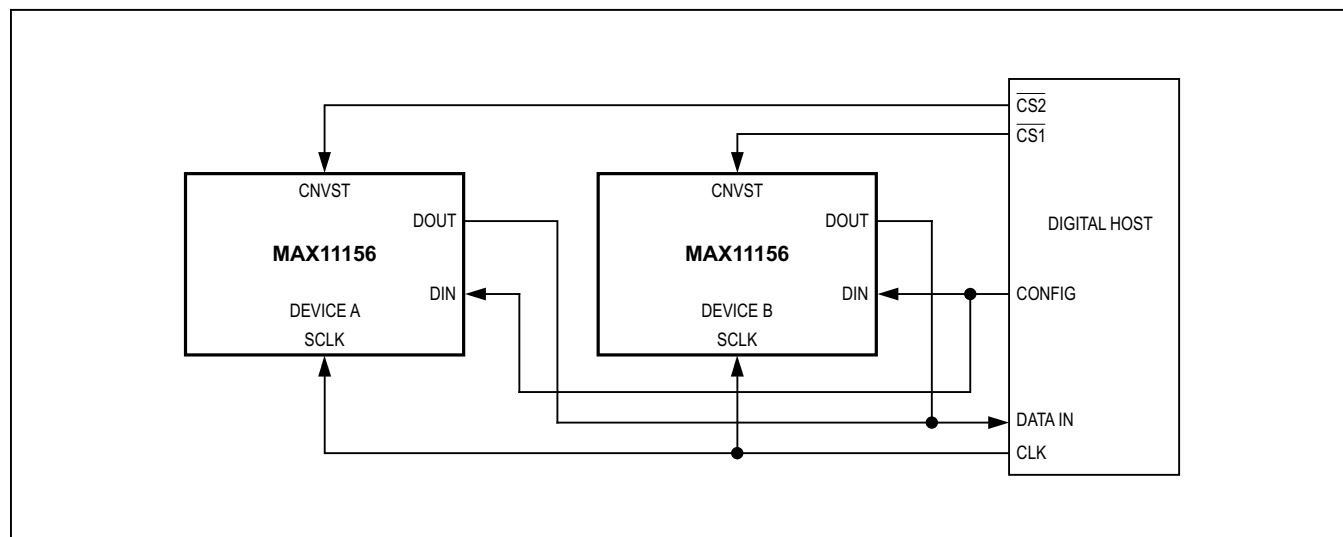 CS2
CS1
CNVST
CNVST
DOUT
DOUT
DIGITAL HOST
MAX11156
MAX11156
DIN
DIN
CONFIG
DEVICE A
DEVICE B
SCLK
SCLK
DATA IN
CLK